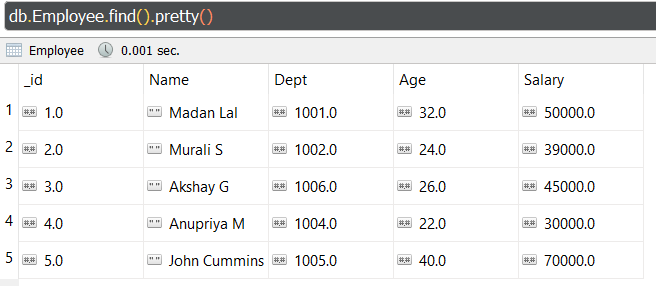 db.Employee.find().pretty()
Employee 0.001 sec.
_id Name Dept Age Salary
1 ## 1.0 "" Madan Lal ## 1001.0 ## 32.0 ## 50000.0
2 ## 2.0 "" Murali S ## 1002.0 ## 24.0 ## 39000.0
3 ## 3.0 "" Akshay G ## 1006.0 ## 26.0 ## 45000.0
4 ## 4.0 "" Anupriya M ## 1004.0 ## 22.0 ## 30000.0
5 ## 5.0 "" John Cummins ## 1005.0 ## 40.0 ## 70000.0